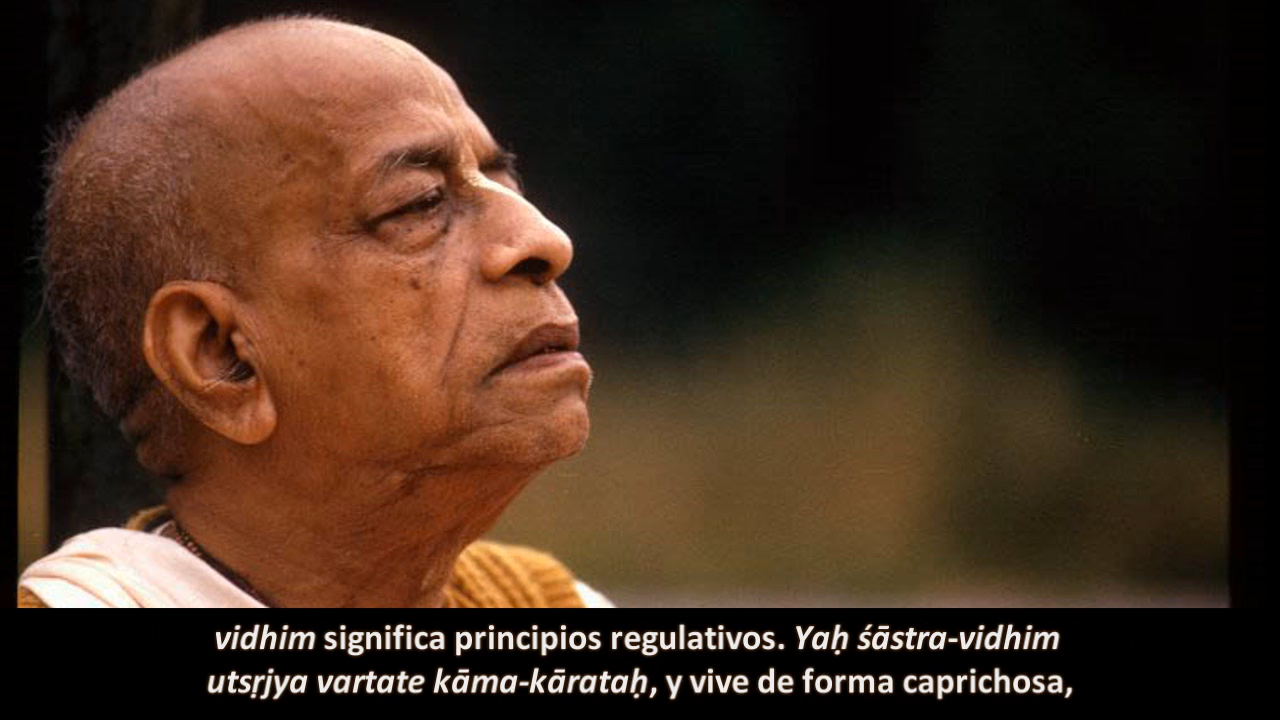 vidhim significa principios regulativos. Yaḥ śāstra-vidhim
utsṛjya vartate kāma-kārataḥ, y vive de forma caprichosa,